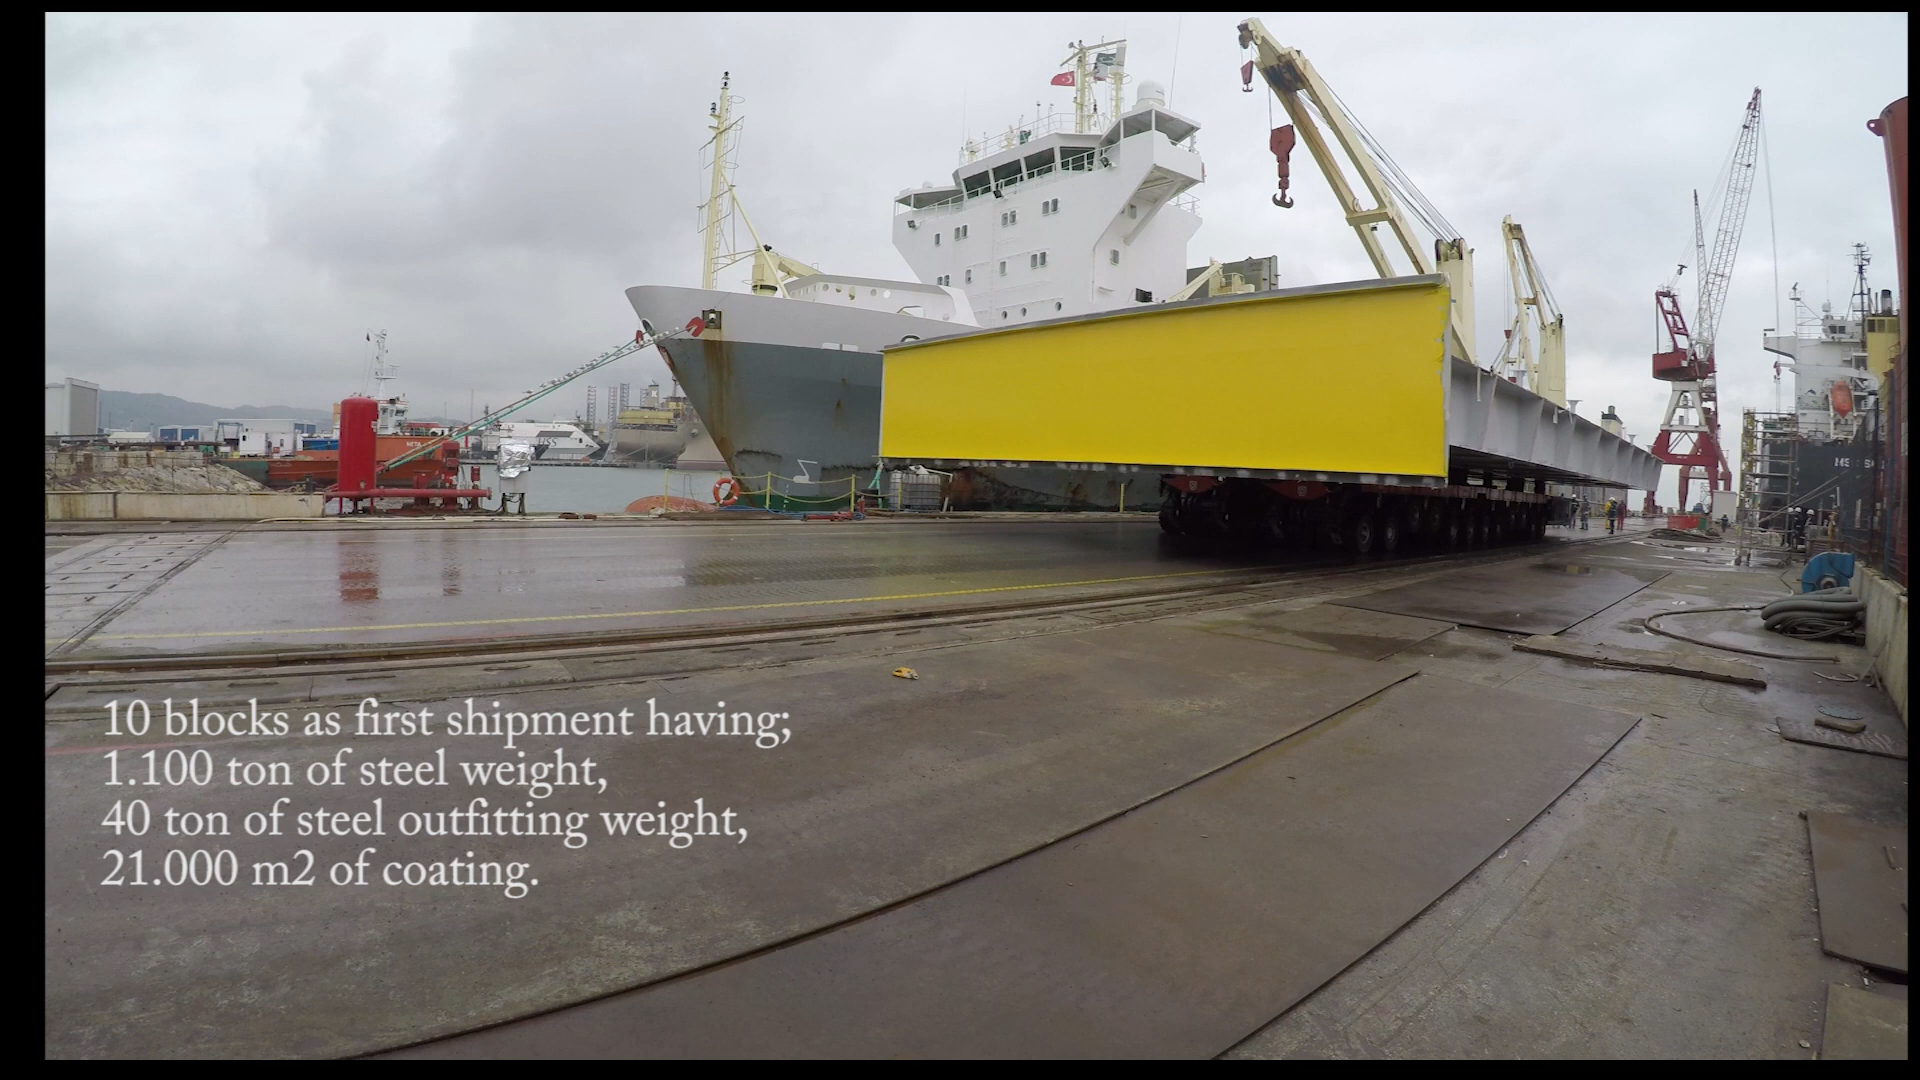 10 blocks as first shipment having;
1.100 ton of steel weight,
40 ton of steel outfitting weight,
21.000 m2 of coating.